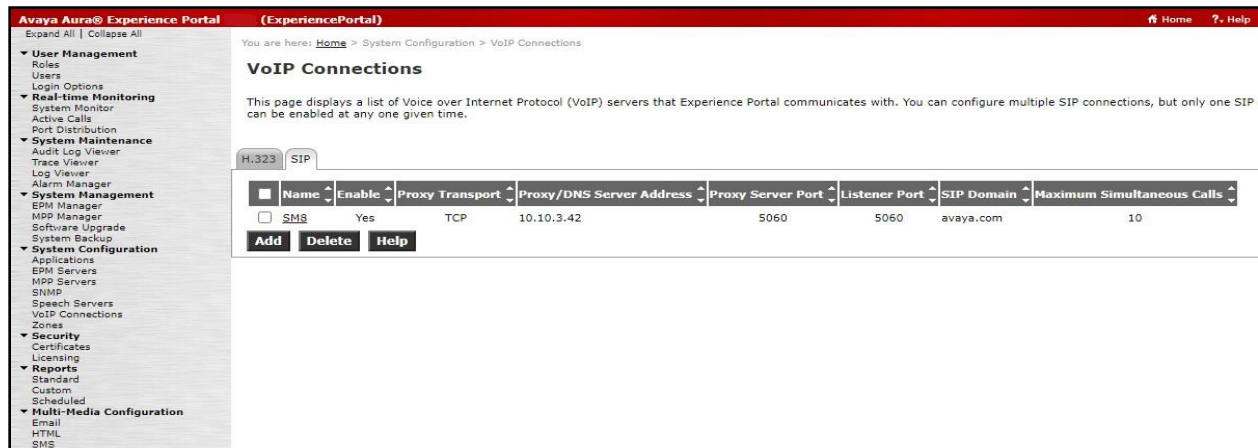 Avaya Aura® Experience Portal (ExperiencePortal) Home ?. Help
Expand All | Collapse All
▼ User Management
Roles
Users
Login Options
▼ Real-time Monitoring
System Monitor
Active Calls
Port Distribution
▼ System Maintenance
Audit Log Viewer
Trace Viewer
Log Viewer
Alarm Manager
▼ System Management
EPM Manager
MPP Manager
Software Upgrade
System Backup
▼ System Configuration
Applications
EPM Servers
MPP Servers
SNMP
Speech Servers
VoIP Connections
Zones
▼ Security
Certificates
Licensing
▼ Reports
Standard
Custom
Scheduled
▼ Multi-Media Configuration
Email
HTML
SMS
You are here: Home > System Configuration > VoIP Connections
VoIP Connections
This page displays a list of Voice over Internet Protocol (VoIP) servers that Experience Portal communicates with. You can configure multiple SIP connections, but only one SIP
can be enabled at any one given time.
H.323 SIP
Name Enable Proxy Transport Proxy/DNS Server Address Proxy Server Port Listener Port SIP Domain Maximum Simultaneous Calls
SM8 Yes TCP 10.10.3.42 5060 5060 avaya.com 10
Add Delete Help